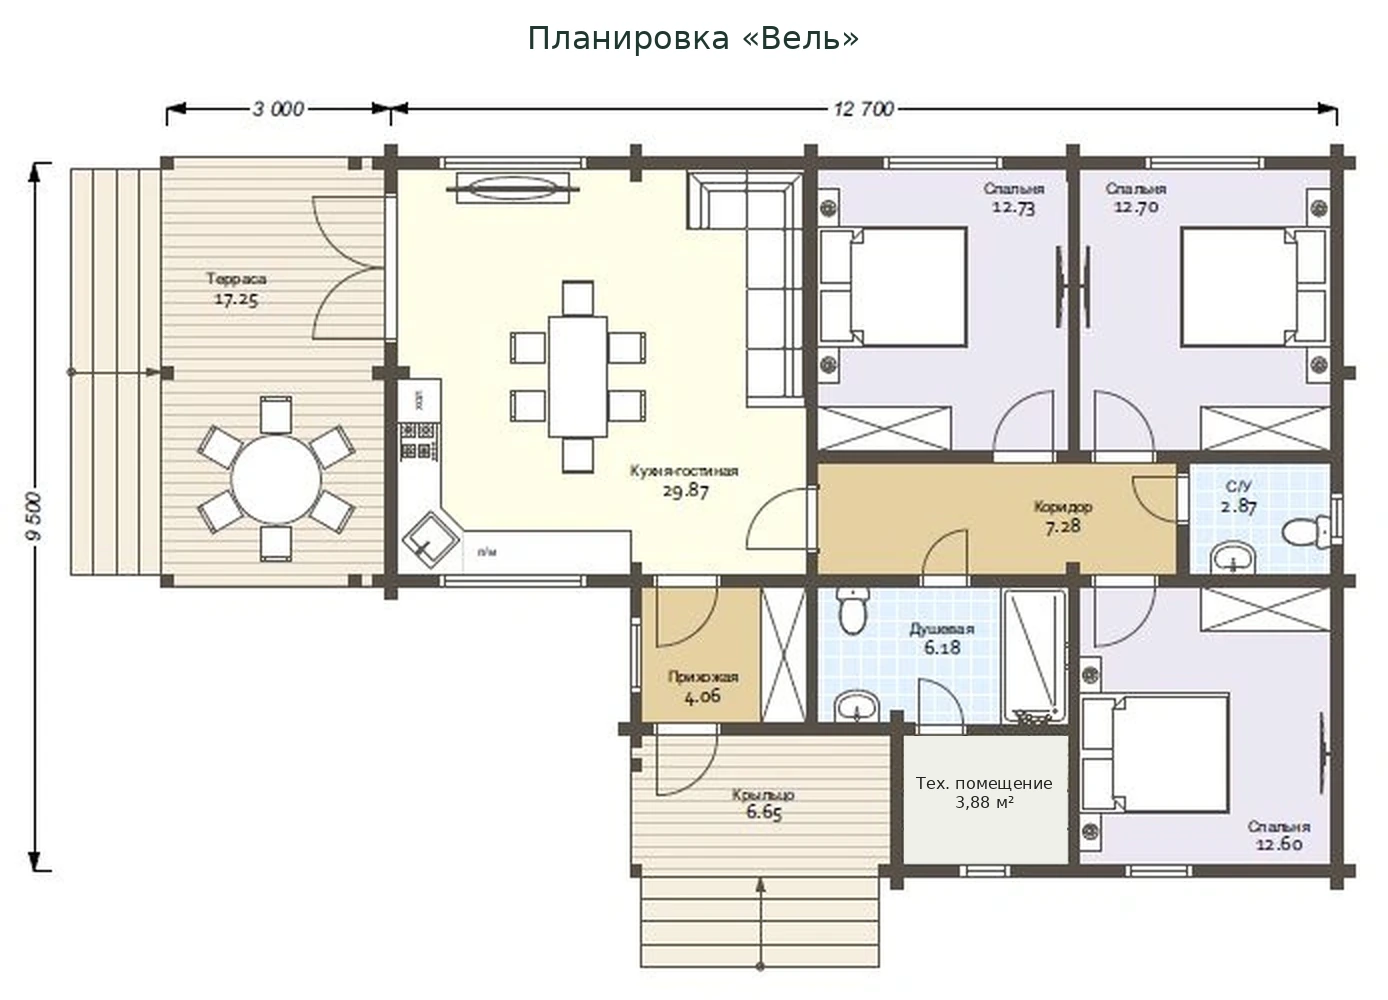 Планировка «Вель»
3 000
12 700
9 500
Терраса
17.25
Спальня
12.73
Спальня
12.70
хол
Кухня-гостиная
29.87
п/м
Коридор
7.28
С/У
2.87
Прихожая
4.06
Душевая
6.18
Крыльцо
6.65
Тех. помещение
3,88 м²
Спальня
12.60